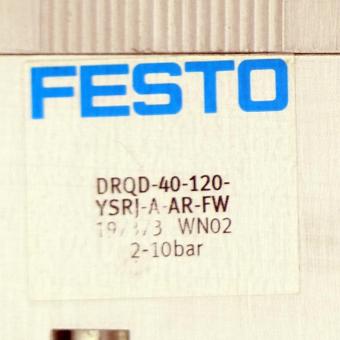 FESTO
DRQD-40-120-
YSRJ-A-AR-FW
WN02
2-10bar